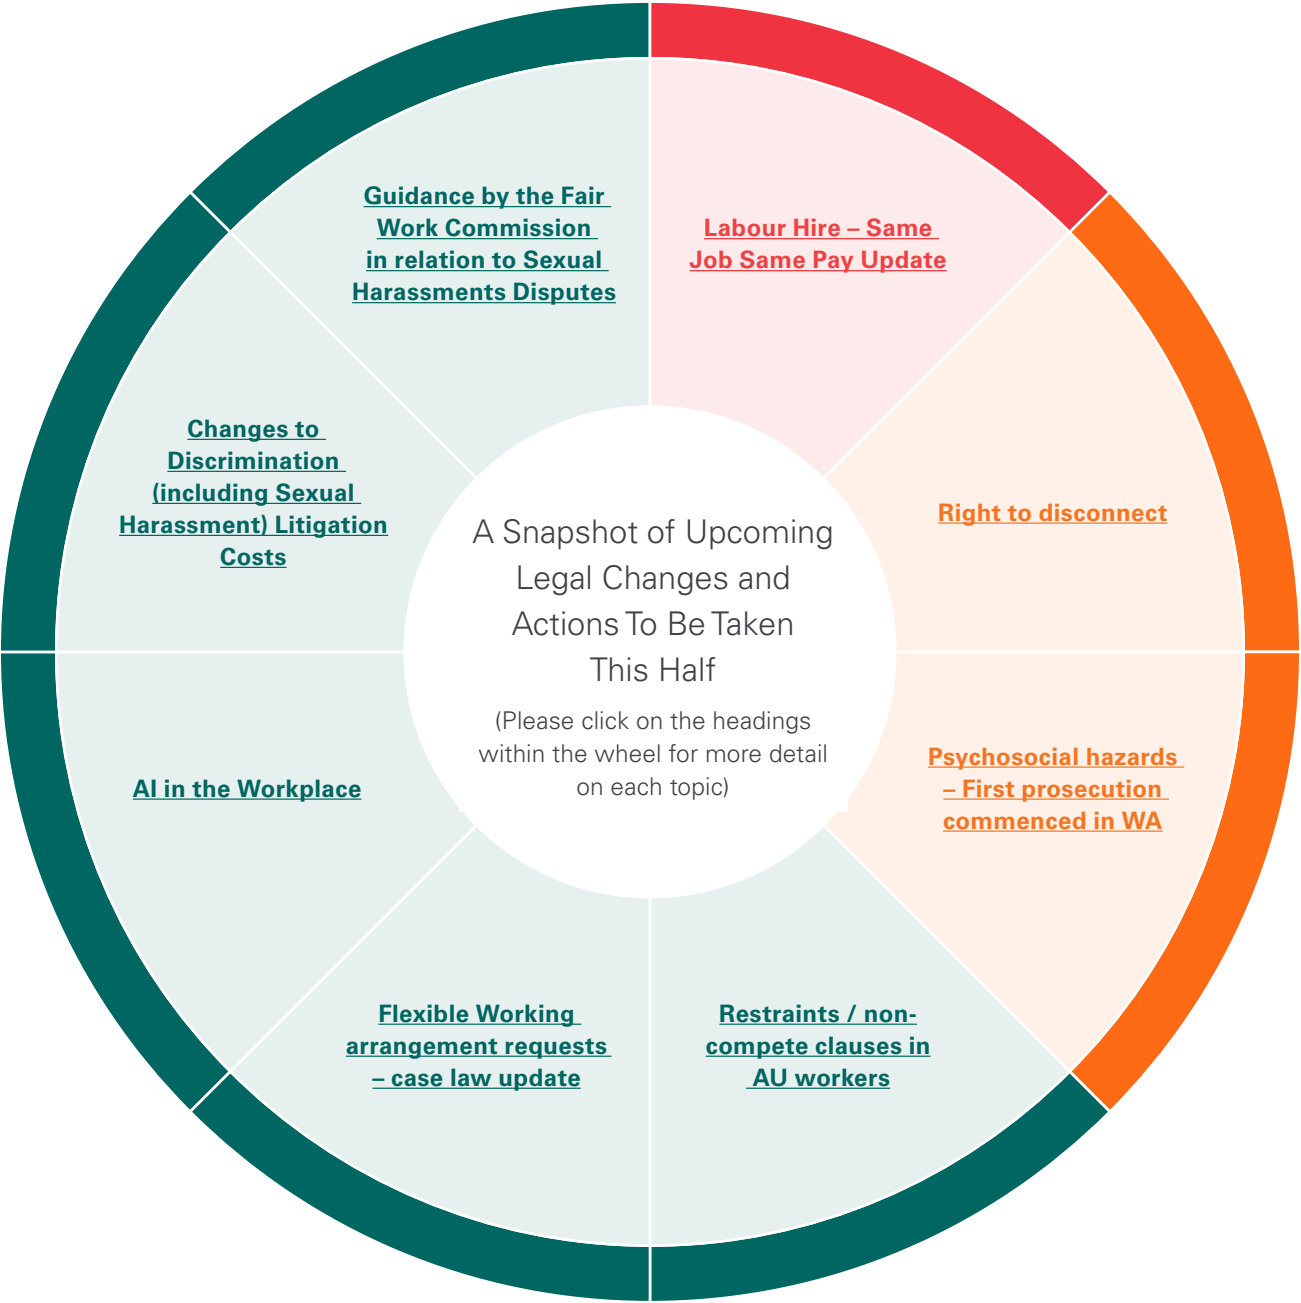 Guidance by the Fair
Work Commission
in relation to Sexual
Harassments Disputes
Labour Hire – Same
Job Same Pay Update
Changes to
Discrimination
(including Sexual
Harassment) Litigation
Costs
Right to disconnect
A Snapshot of Upcoming
Legal Changes and
Actions To Be Taken
This Half
(Please click on the headings
within the wheel for more detail
on each topic)
AI in the Workplace
Psychosocial hazards
– First prosecution
commenced in WA
Flexible Working
arrangement requests
– case law update
Restraints / non-
compete clauses in
AU workers